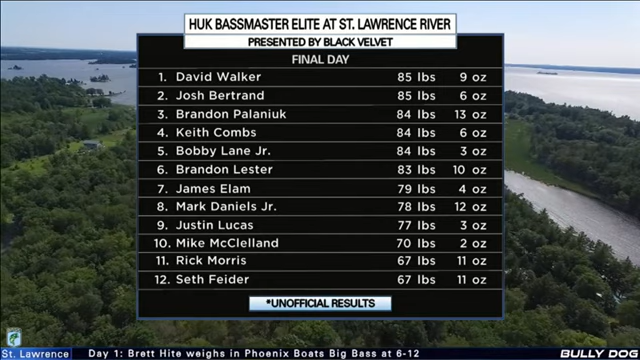 HUK BASSMASTER ELITE AT ST. LAWRENCE RIVER
PRESENTED BY BLACK VELVET
FINAL DAY
1. David Walker 85 lbs 9 oz
2. Josh Bertrand 85 lbs 6 oz
3. Brandon Palaniuk 84 lbs 13 oz
4. Keith Combs 84 lbs 6 oz
5. Bobby Lane Jr. 84 lbs 3 oz
6. Brandon Lester 83 lbs 10 oz
7. James Elam 79 lbs 4 oz
8. Mark Daniels Jr. 78 lbs 12 oz
9. Justin Lucas 77 lbs 3 oz
10. Mike McClelland 70 lbs 2 oz
11. Rick Morris 67 lbs 11 oz
12. Seth Feider 67 lbs 11 oz
*UNOFFICIAL RESULTS
St. Lawrence Day 1: Brett Hite weighs in Phoenix Boats Big Bass at 6-12 BULLY DOG